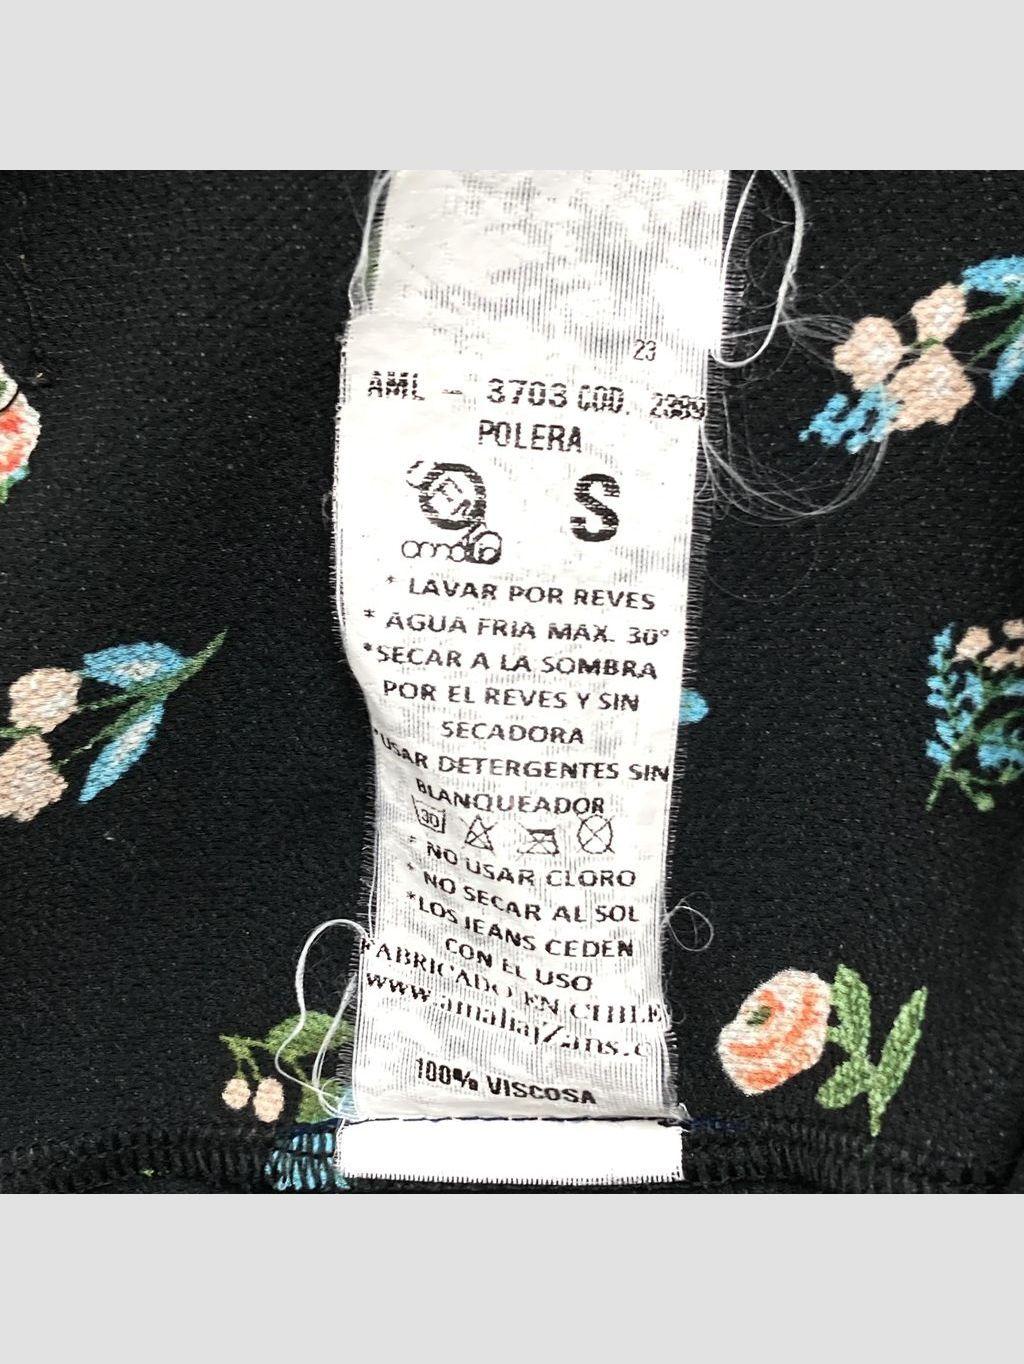 23
AML - 3703 COD. 2389
POLERA
S
amalia
* LAVAR POR REVES
* AGUA FRIA MAX. 30°
*SECAR A LA SOMBRA
POR EL REVES Y SIN
SECADORA
*USAR DETERGENTES SIN
BLANQUEADOR
30
* NO USAR CLORO
* NO SECAR AL SOL
*LOS JEANS CEDEN
CON EL USO
FABRICADO EN CHILE
100% VISCOSA